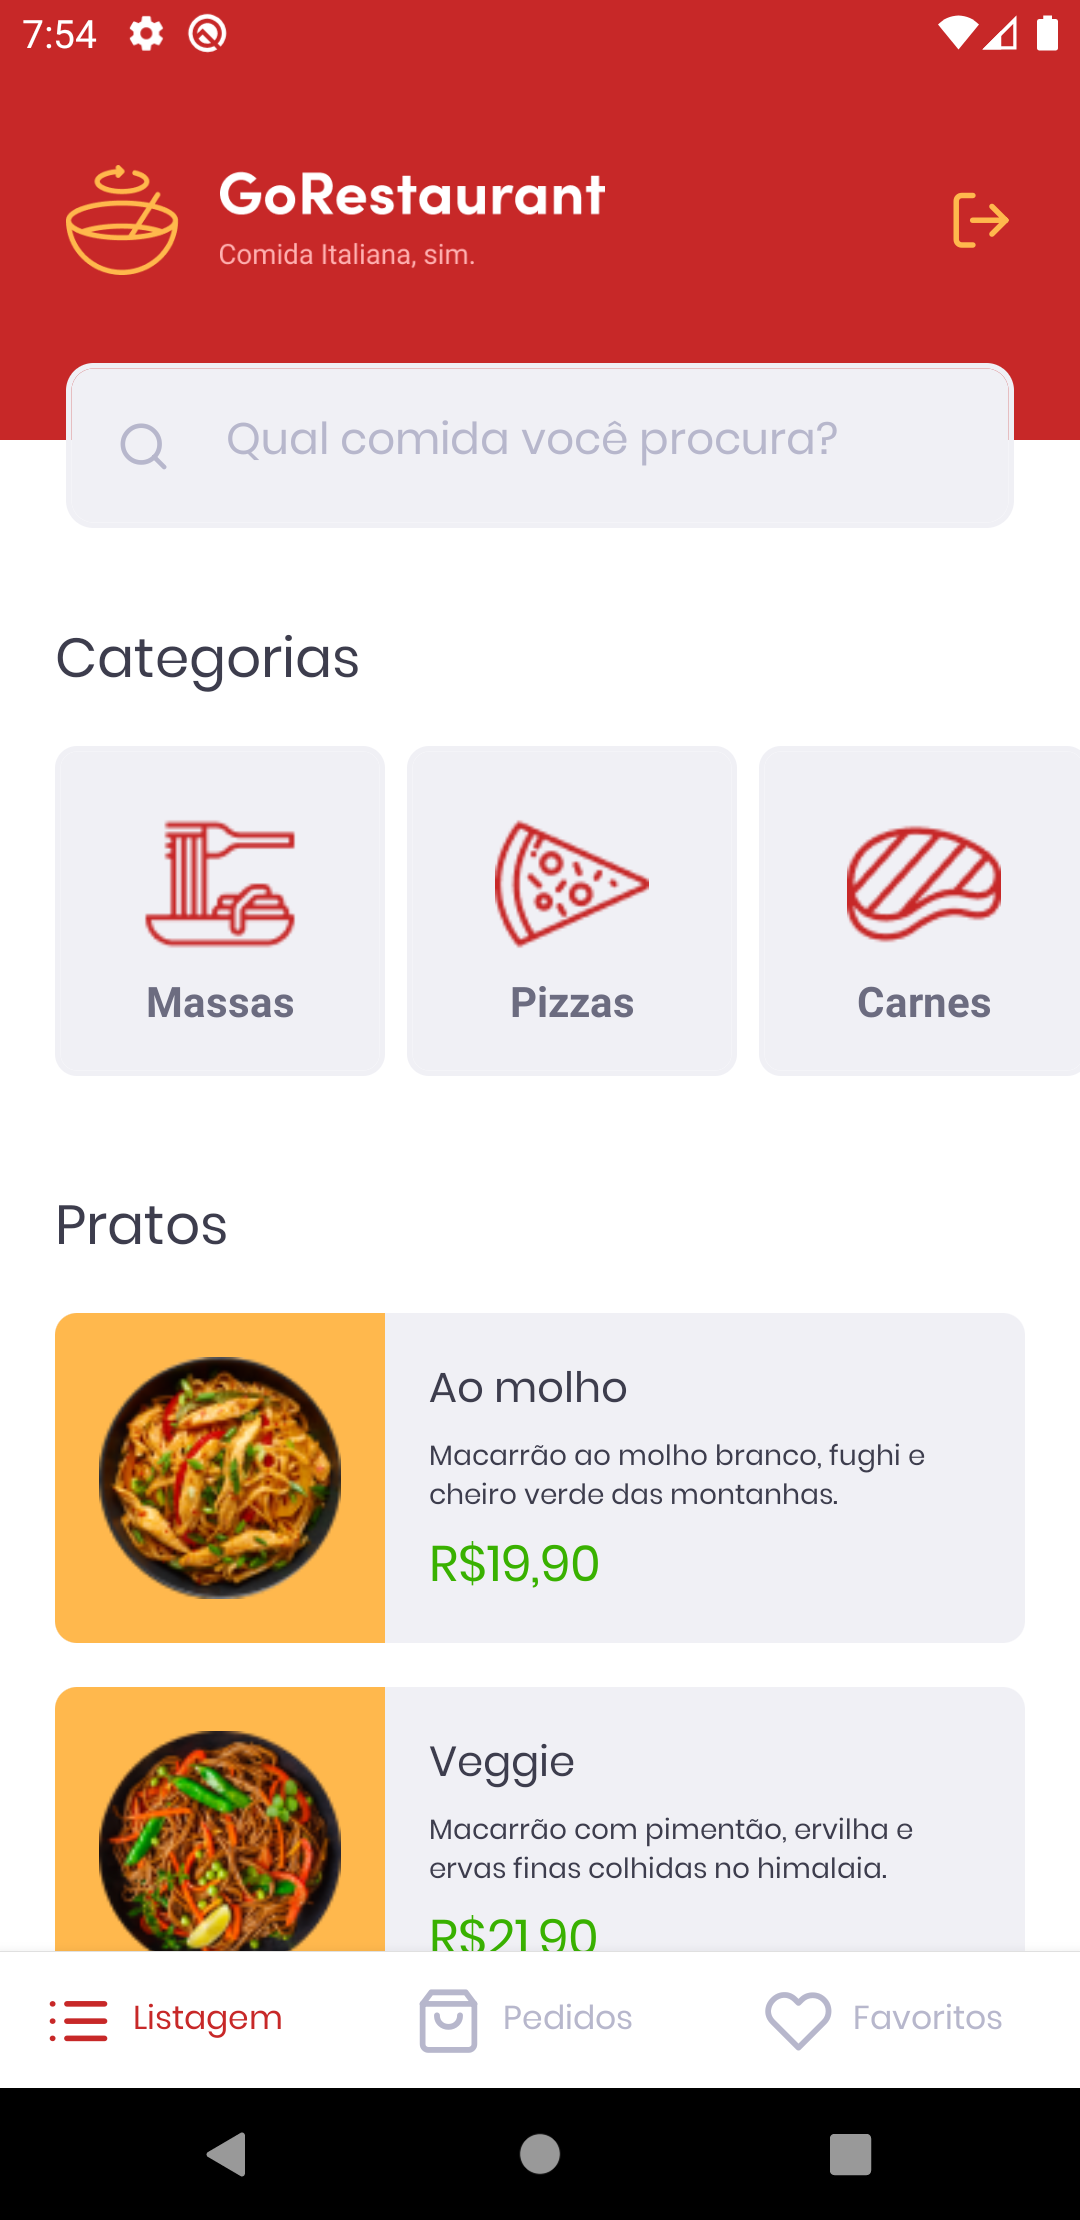 7:54
GoRestaurant
Comida Italiana, sim.
Qual comida você procura?
Categorias
Massas
Pizzas
Carnes
Pratos
Ao molho
Macarrão ao molho branco, fughi e
cheiro verde das montanhas.
R$19,90
Veggie
Macarrão com pimentão, ervilha e
ervas finas colhidas no himalaia.
R$21,90
Listagem
Pedidos
Favoritos